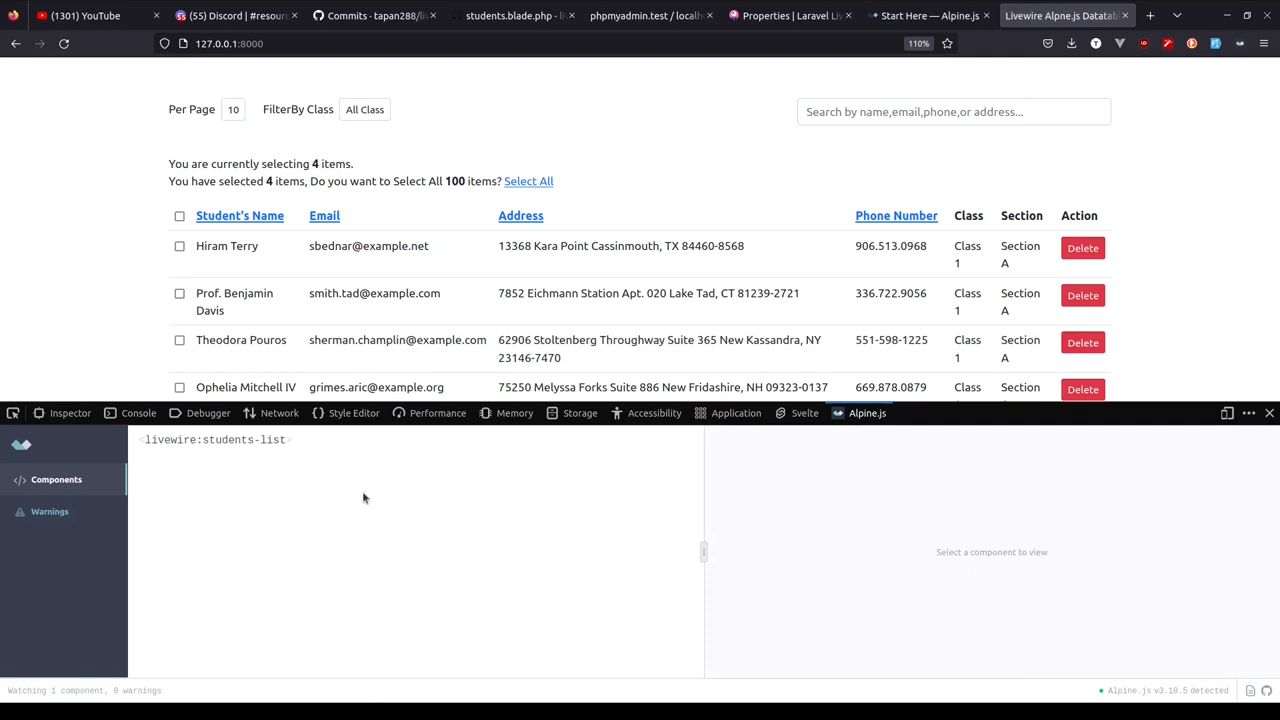 (1301) YouTube
(55) Discord | #resourc
Commits · tapan288/liv
students.blade.php - li
phpmyadmin.test / localh
Properties | Laravel Liv
Start Here — Alpine.js
Livewire Alpne.js Datatab
127.0.0.1:8000
110%
Per Page 10 FilterBy Class All Class
Search by name,email,phone,or address...
You are currently selecting 4 items.
You have selected 4 items, Do you want to Select All 100 items? Select All
Student's Name Email Address Phone Number Class Section Action
Hiram Terry sbednar@example.net 13368 Kara Point Cassinmouth, TX 84460-8568 906.513.0968 Class Section Delete
1 A
Prof. Benjamin smith.tad@example.com 7852 Eichmann Station Apt. 020 Lake Tad, CT 81239-2721 336.722.9056 Class Section Delete
Davis 1 A
Theodora Pouros sherman.champlin@example.com 62906 Stoltenberg Throughway Suite 365 New Kassandra, NY 551-598-1225 Class Section Delete
23146-7470 1 A
Ophelia Mitchell IV grimes.aric@example.org 75250 Melyssa Forks Suite 886 New Fridashire, NH 09323-0137 669.878.0879 Class Section Delete
Inspector Console Debugger Network Style Editor Performance Memory Storage Accessibility Application Svelte Alpine.js
<livewire:students-list>
Components
Warnings
Select a component to view
Watching 1 component, 0 warnings
Alpine.js v3.10.5 detected